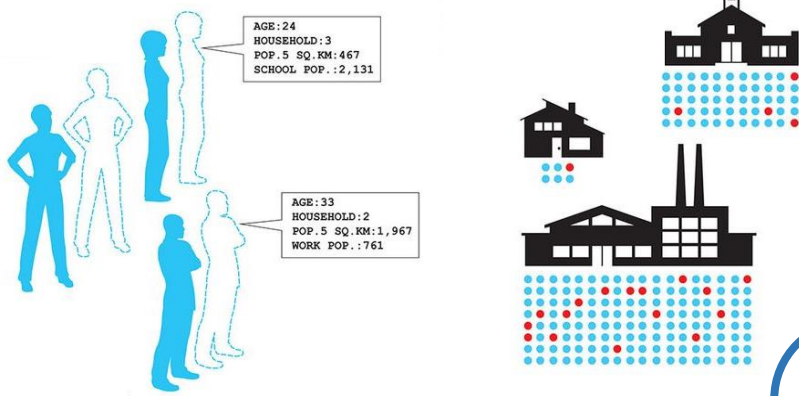 AGE:24
HOUSEHOLD:3
POP.5 SQ.KM:467
SCHOOL POP.:2,131
AGE:33
HOUSEHOLD:2
POP.5 SQ.KM:1,967
WORK POP.:761